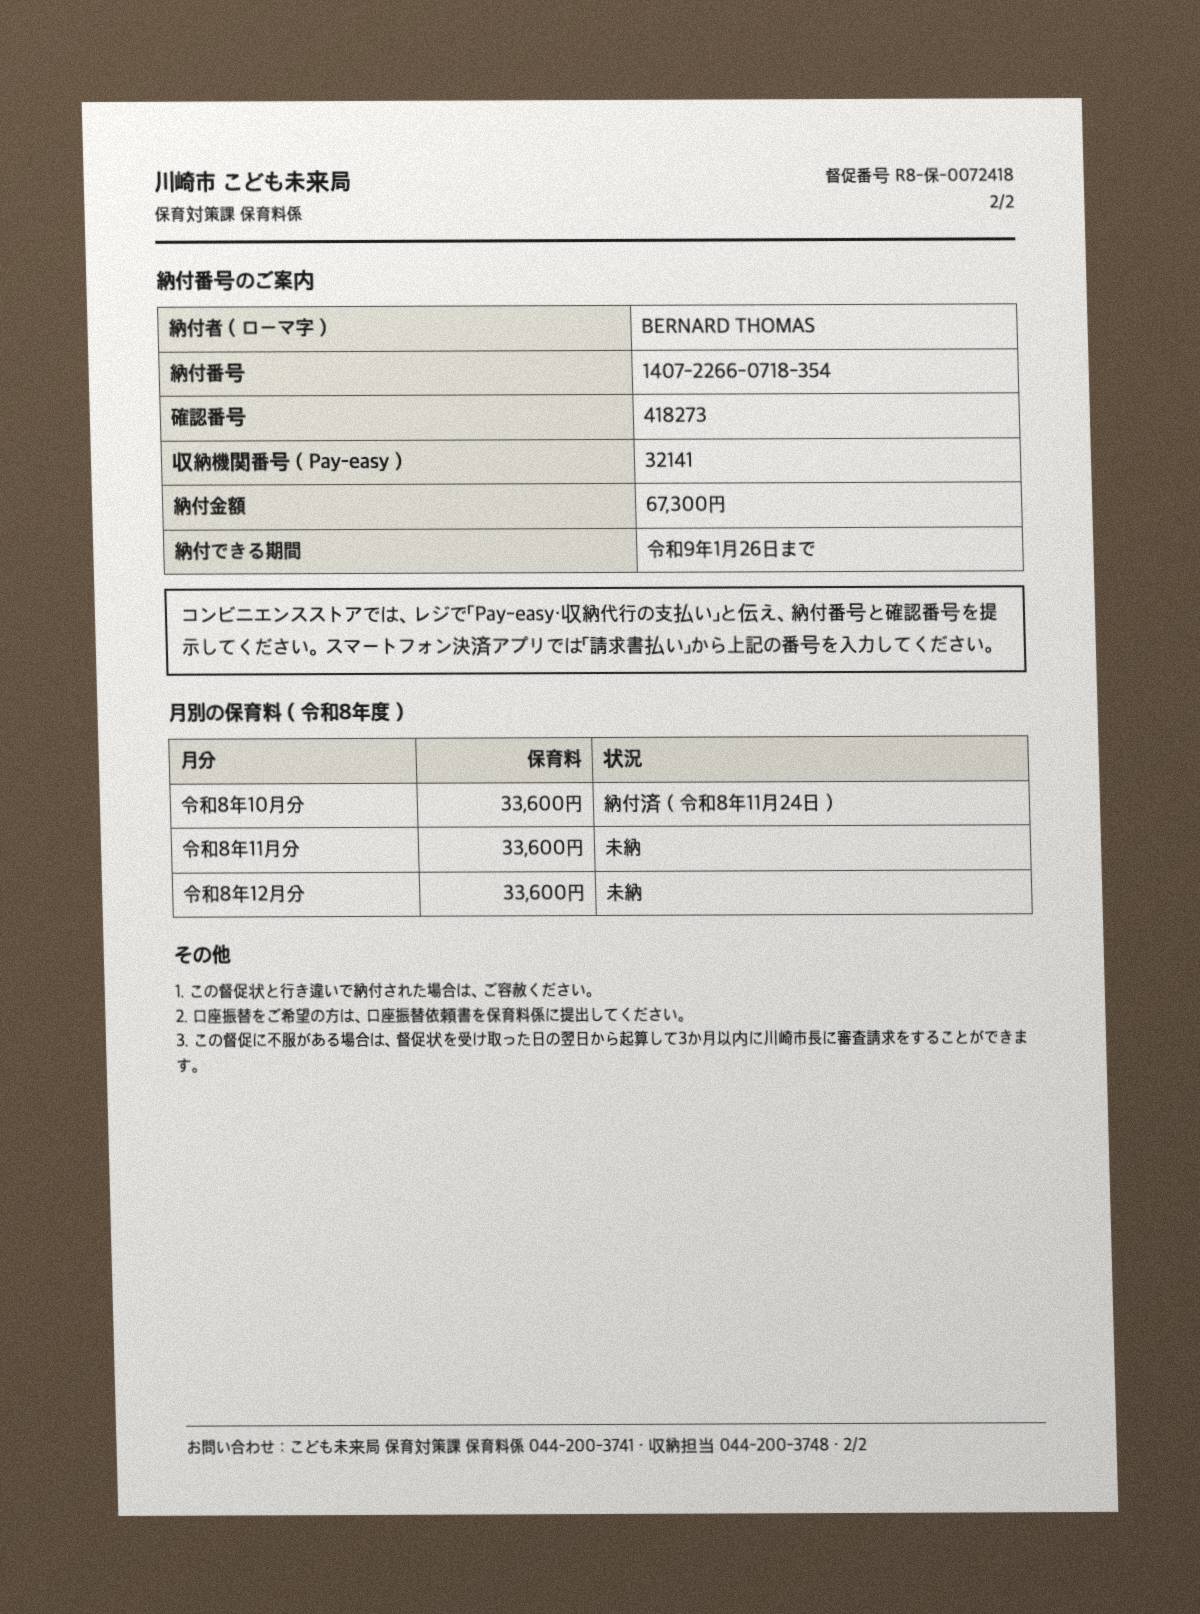 川崎市 こども未来局
保育対策課 保育料係
督促番号 R8-保-0072418
2/2
納付番号のご案内
納付者（ローマ字） BERNARD THOMAS
納付番号 1407-2266-0718-354
確認番号 418273
収納機関番号（Pay-easy） 32141
納付金額 67,300円
納付できる期間 令和9年1月26日まで
コンビニエンスストアでは、レジで「Pay-easy·収納代行の支払い」と伝え、納付番号と確認番号を提
示してください。スマートフォン決済アプリでは「請求書払い」から上記の番号を入力してください。
月別の保育料（令和8年度）
月分 保育料 状況
令和8年10月分 33,600円 納付済（令和8年11月24日）
令和8年11月分 33,600円 未納
令和8年12月分 33,600円 未納
その他
1. この督促状と行き違いで納付された場合は、ご容赦ください。
2. 口座振替をご希望の方は、口座振替依頼書を保育料係に提出してください。
3. この督促に不服がある場合は、督促状を受け取った日の翌日から起算して3か月以内に川崎市長に審査請求をすることができま
す。
お問い合わせ：こども未来局 保育対策課 保育料係 044-200-3741 · 収納担当 044-200-3748 · 2/2